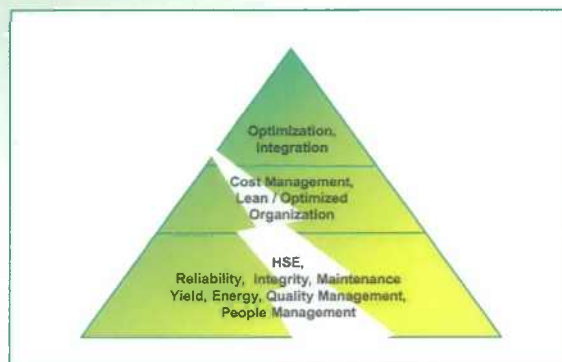 Optimization,
Integration
Cost Management,
Lean / Optimized
Organization
HSE,
Reliability, Integrity, Maintenance
Yield, Energy, Quality Management,
People Management